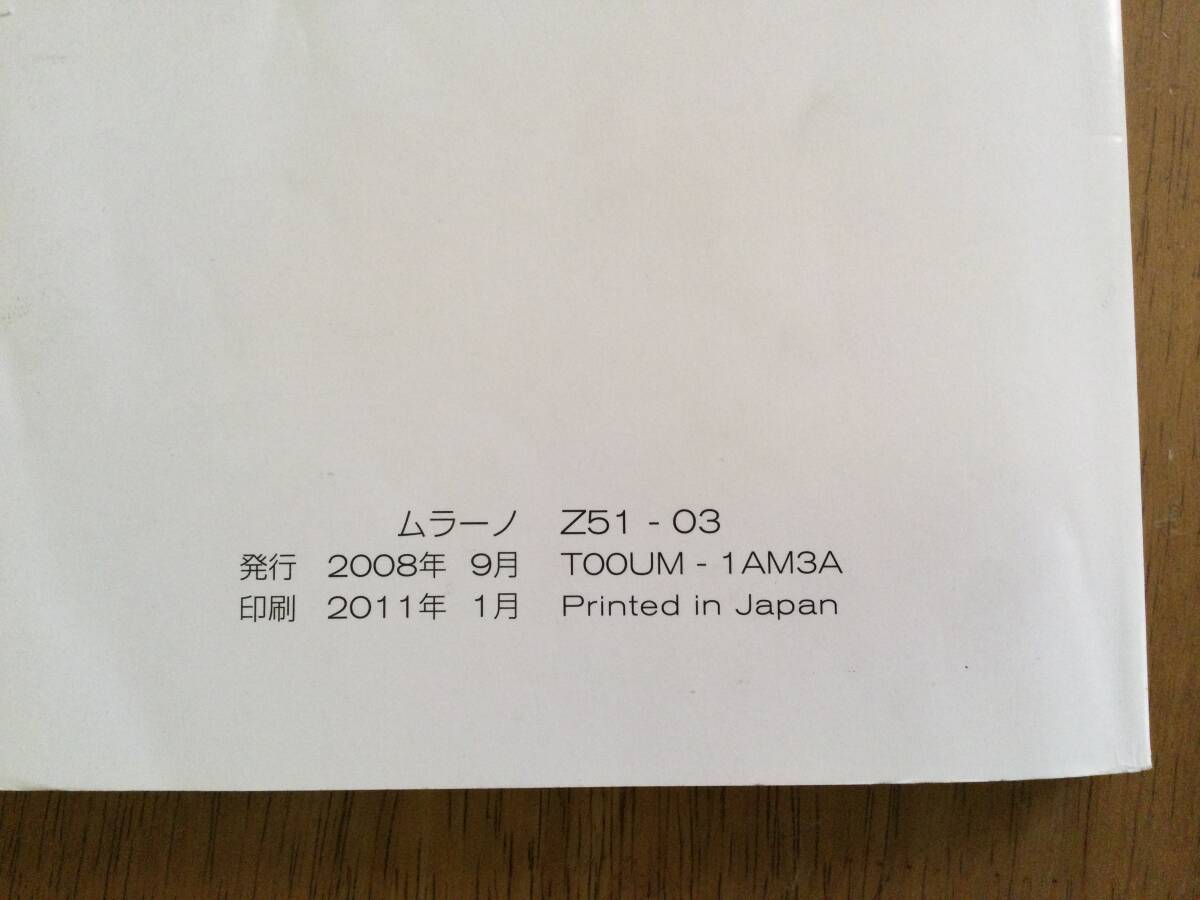 ムラーノ Z51 - 03
発行 2008年 9月 T00UM - 1AM3A
印刷 2011年 1月 Printed in Japan